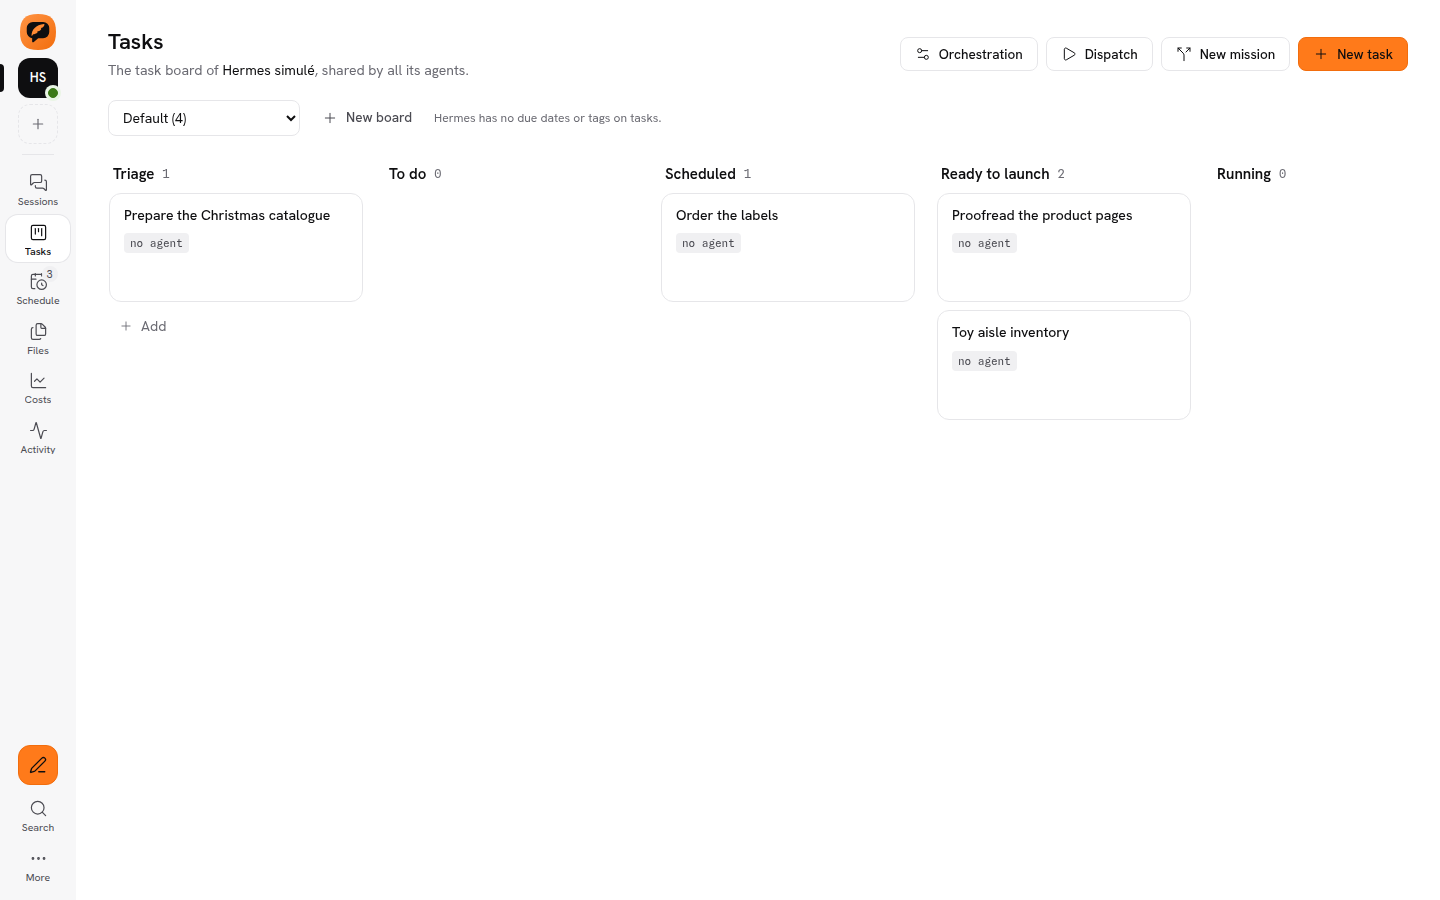 HS
Sessions
Tasks
3
Schedule
Files
Costs
Activity
Search
More
Tasks
The task board of Hermes simulé, shared by all its agents.
Orchestration
Dispatch
New mission
New task
Default (4)
New board
Hermes has no due dates or tags on tasks.
Triage 1
Prepare the Christmas catalogue
no agent
Add
To do 0
Scheduled 1
Order the labels
no agent
Ready to launch 2
Proofread the product pages
no agent
Toy aisle inventory
no agent
Running 0